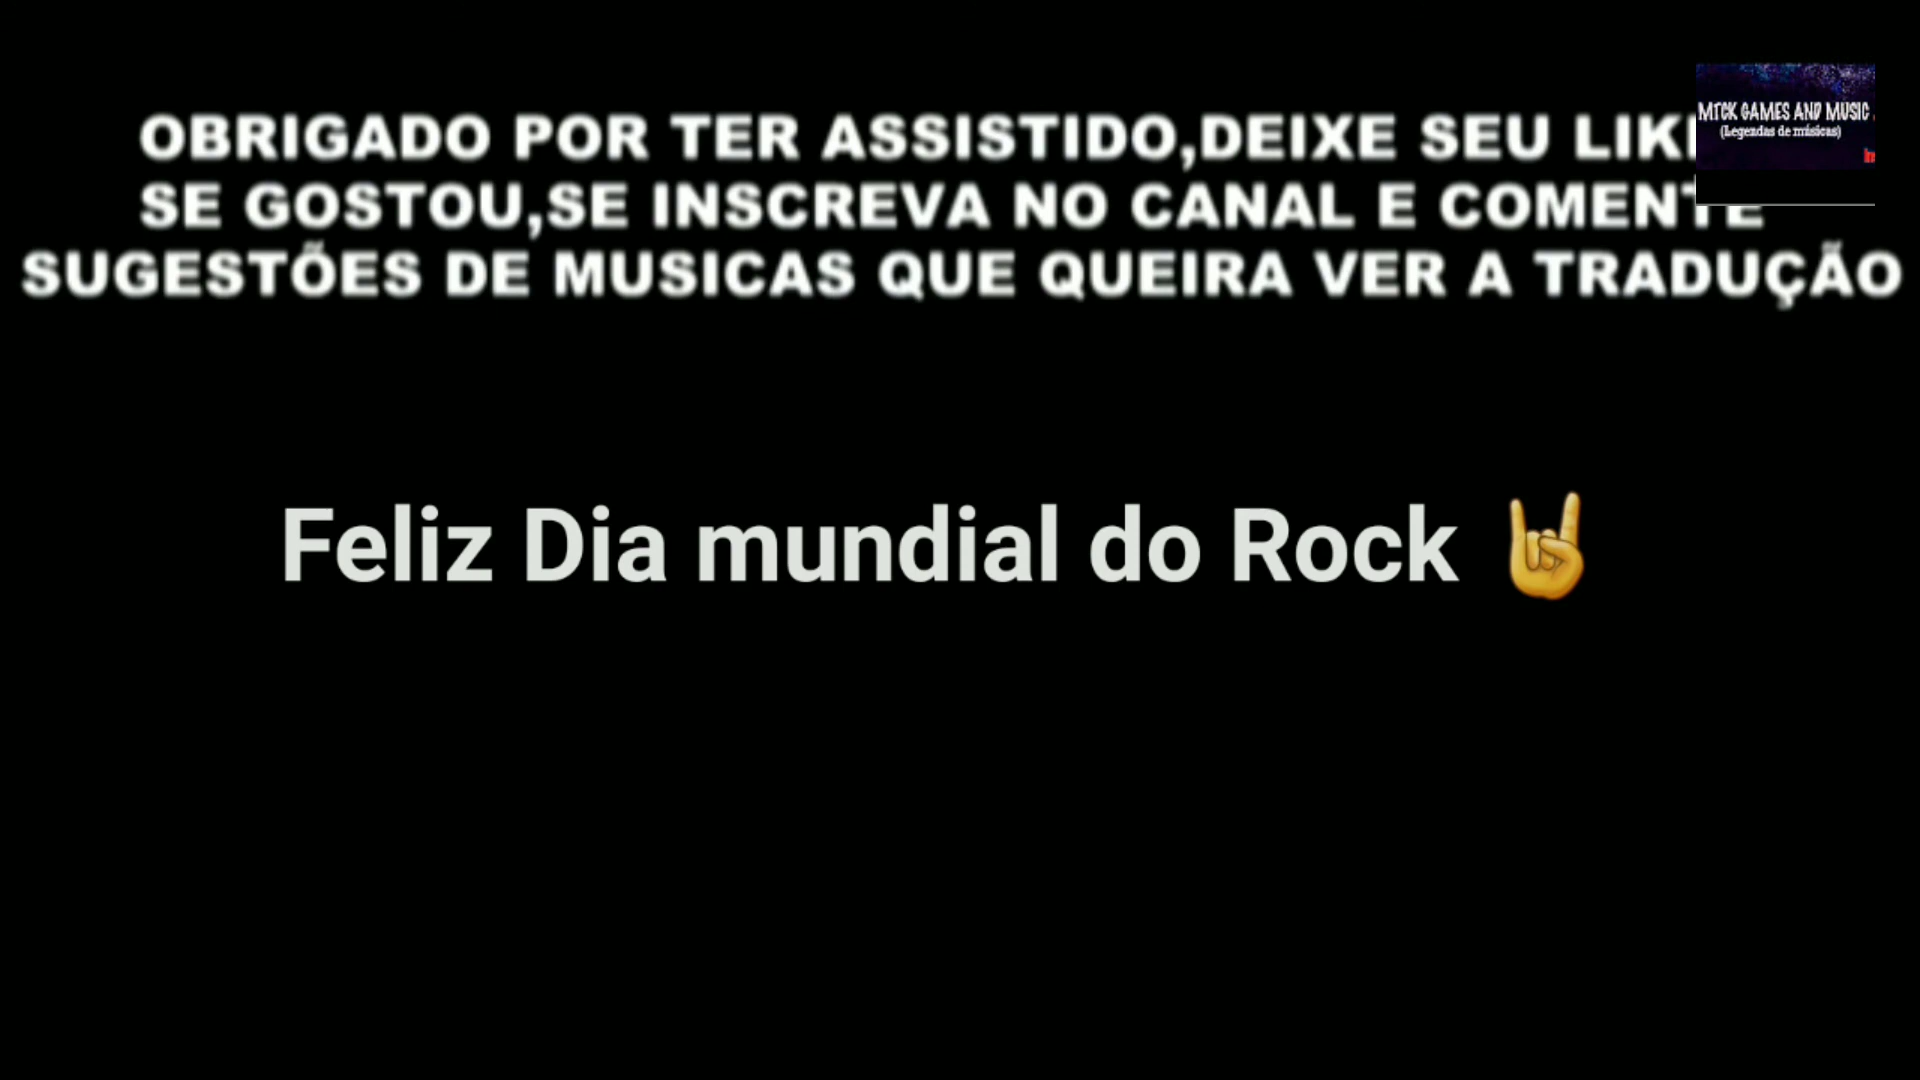 OBRIGADO POR TER ASSISTIDO,DEIXE SEU
SE GOSTOU,SE INSCREVA NO CANAL E COMENTE
SUGESTÕES DE MUSICAS QUE QUEIRA VER A TRADUÇÃO
MTCK GAMES AND MUSIC
(Legendas de músicas)
Feliz Dia mundial do Rock 🤘